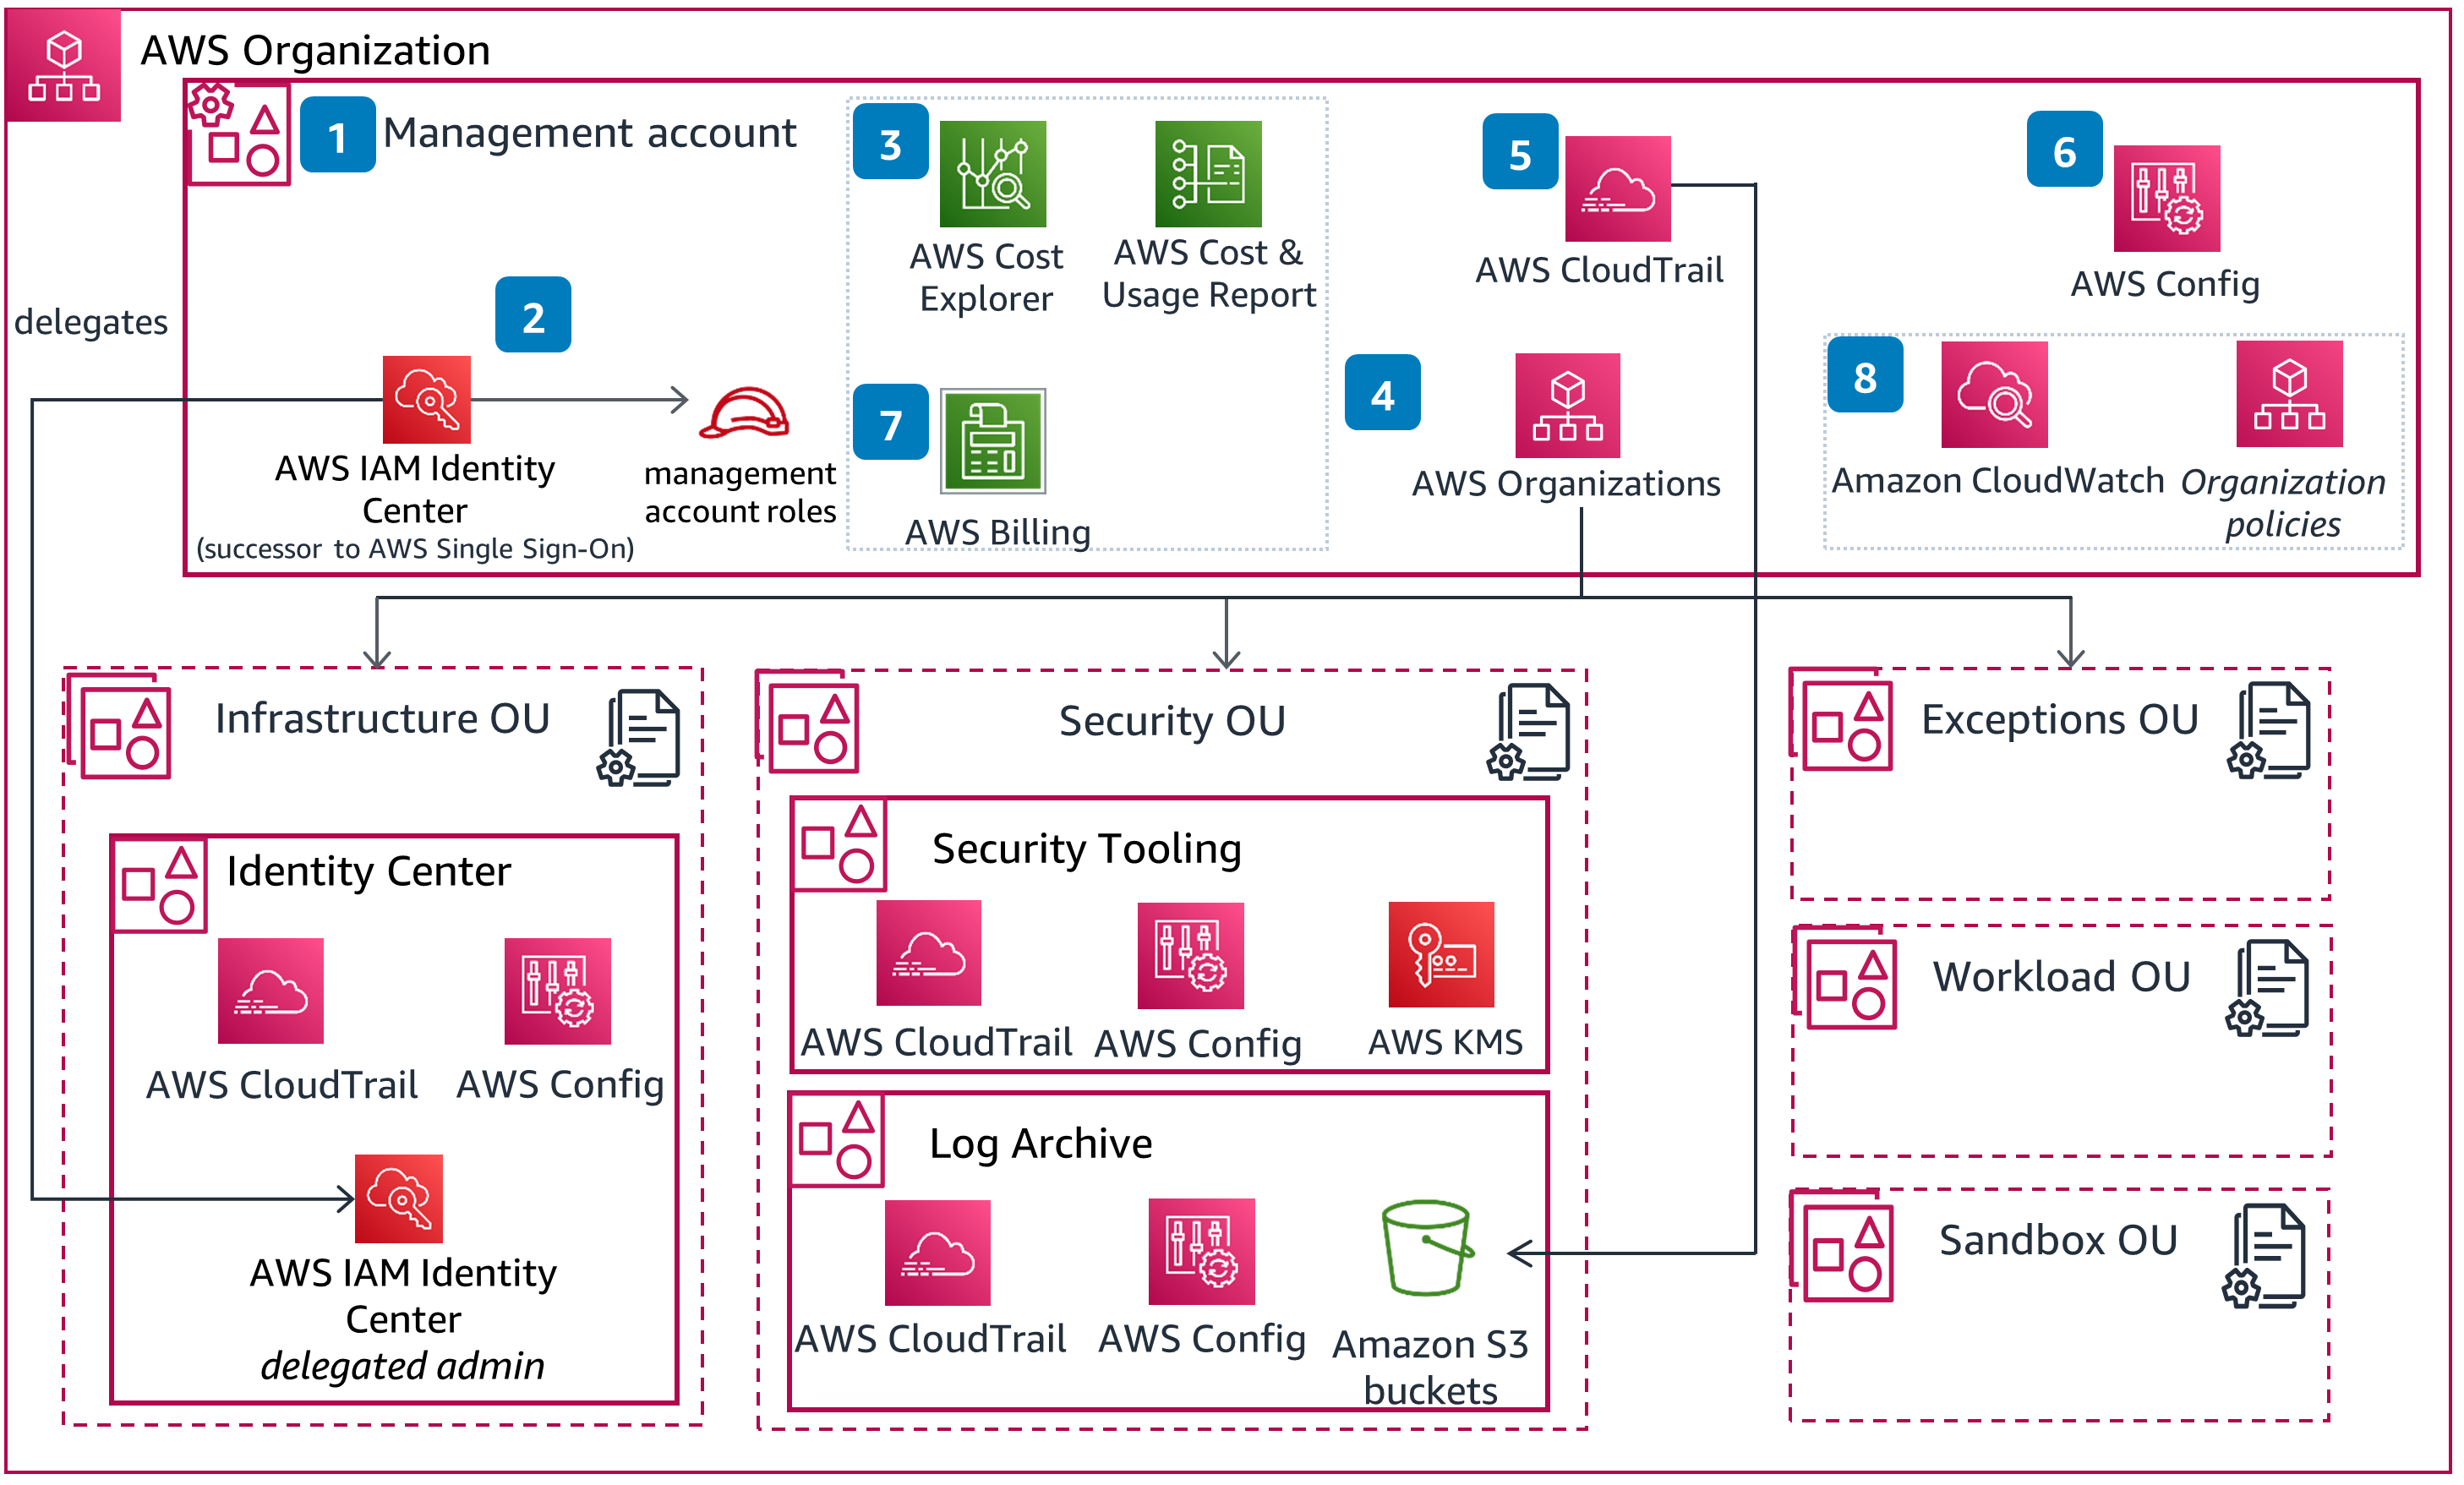 AWS Organization
1
Management account
3
AWS Cost
Explorer
AWS Cost &
Usage Report
5
AWS CloudTrail
6
AWS Config
delegates
2
AWS IAM Identity
Center
(successor to AWS Single Sign-On)
management
account roles
7
AWS Billing
4
AWS Organizations
8
Amazon CloudWatch
Organization
policies
Infrastructure OU
Identity Center
AWS CloudTrail
AWS Config
AWS IAM Identity
Center
delegated admin
Security OU
Security Tooling
AWS CloudTrail
AWS Config
AWS KMS
Log Archive
AWS CloudTrail
AWS Config
Amazon S3
buckets
Exceptions OU
Workload OU
Sandbox OU